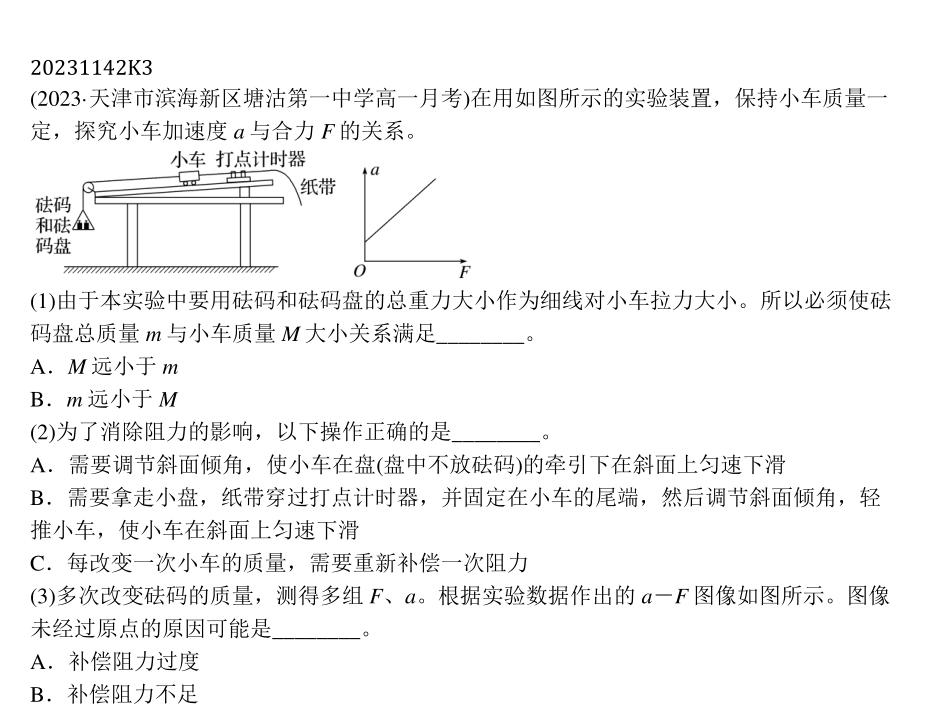 20231142K3
(2023·天津市滨海新区塘沽第一中学高一月考)在用如图所示的实验装置，保持小车质量一
定，探究小车加速度 a 与合力 F 的关系。
小车 打点计时器
纸带
砝码
和砝
码盘
a
O
F
(1)由于本实验中要用砝码和砝码盘的总重力大小作为细线对小车拉力大小。所以必须使砝
码盘总质量 m 与小车质量 M 大小关系满足________。
A．M 远小于 m
B．m 远小于 M
(2)为了消除阻力的影响，以下操作正确的是________。
A．需要调节斜面倾角，使小车在盘(盘中不放砝码)的牵引下在斜面上匀速下滑
B．需要拿走小盘，纸带穿过打点计时器，并固定在小车的尾端，然后调节斜面倾角，轻
推小车，使小车在斜面上匀速下滑
C．每改变一次小车的质量，需要重新补偿一次阻力
(3)多次改变砝码的质量，测得多组 F、a。根据实验数据作出的 a－F 图像如图所示。图像
未经过原点的原因可能是________。
A．补偿阻力过度
B．补偿阻力不足